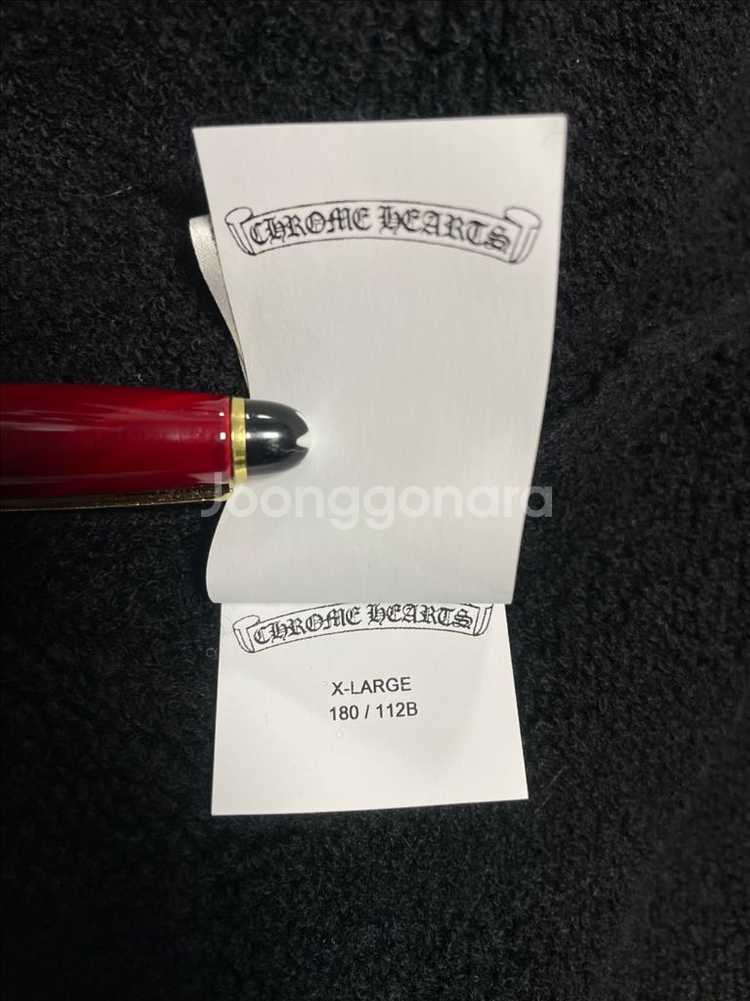 CHROME HEARTS
Joonggonara
CHROME HEARTS
X-LARGE
180 / 112B